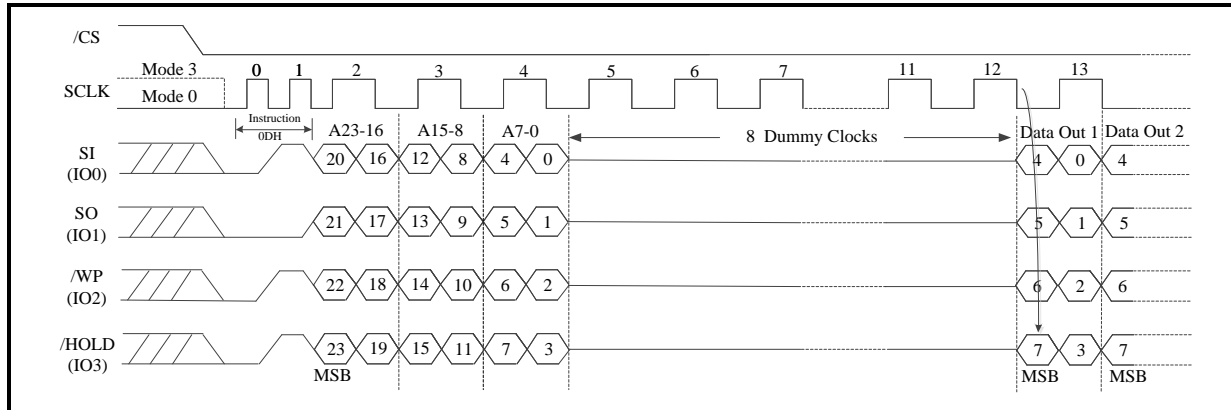 /CS
Mode 3 0 1 2 3 4 5 6 7 11 12 13
SCLK
Mode 0
Instruction
0DH
A23-16 A15-8 A7-0 8 Dummy Clocks Data Out 1 Data Out 2
SI
(IO0)
20 16 12 8 4 0 4 0 4
SO
(IO1)
21 17 13 9 5 1 5 1 5
/WP
(IO2)
22 18 14 10 6 2 6 2 6
/HOLD
(IO3)
23 19 15 11 7 3 7 3 7
MSB MSB MSB